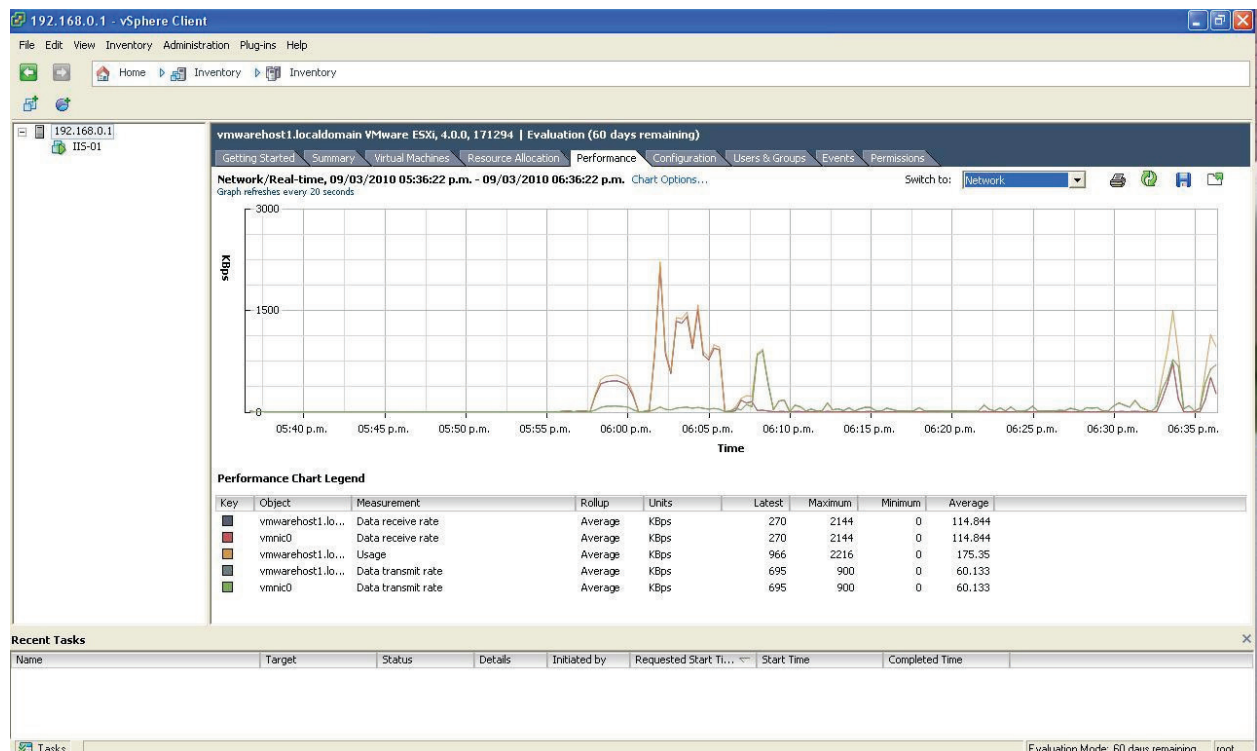 192.168.0.1 - vSphere Client
File Edit View Inventory Administration Plug-ins Help
Home Inventory Inventory
192.168.0.1
IIS-01
vmwarehost1.localdomain VMware ESXi, 4.0.0, 171294 | Evaluation (60 days remaining)
Getting Started Summary Virtual Machines Resource Allocation Performance Configuration Users & Groups Events Permissions
Network/Real-time, 09/03/2010 05:36:22 p.m. - 09/03/2010 06:36:22 p.m. Chart Options... Switch to: Network
Graph refreshes every 20 seconds
3000
KBps
1500
0
05:40 p.m. 05:45 p.m. 05:50 p.m. 05:55 p.m. 06:00 p.m. 06:05 p.m. 06:10 p.m. 06:15 p.m. 06:20 p.m. 06:25 p.m. 06:30 p.m. 06:35 p.m.
Time
Performance Chart Legend
Key Object Measurement Rollup Units Latest Maximum Minimum Average
vmwarehost1.lo... Data receive rate Average KBps 270 2144 0 114.844
vmnic0 Data receive rate Average KBps 270 2144 0 114.844
vmwarehost1.lo... Usage Average KBps 966 2216 0 175.35
vmwarehost1.lo... Data transmit rate Average KBps 695 900 0 60.133
vmnic0 Data transmit rate Average KBps 695 900 0 60.133
Recent Tasks
Name Target Status Details Initiated by Requested Start Ti... Start Time Completed Time
Tasks Evaluation Mode: 60 days remaining root